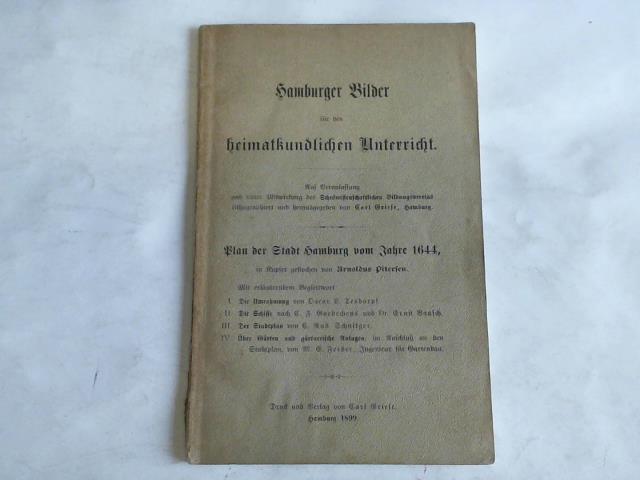 Hamburger Bilder
für den
heimatkundlichen Unterricht.
Auf Veranlassung
und unter Mitwirkung des Schulwissenschaftlichen Bildungsvereins
und herausgegeben von Carl Griese, Hamburg.
Plan der Stadt Hamburg vom Jahre 1644,
in Kupfer gestochen von Arnoldus Pitersen.
Mit erläuterndem Begleitwort
I. Die Umrahmung von Oscar L. Tesdorpf
II. Die Schiffe nach C. F. Gaedechens und Dr. Ernst Baasch.
III. Der Stadtplan von C. Rud. Schnitger.
IV. Über Gärten und gärtnerische Anlagen, im Anschluß an den
Stadtplan, von M. G. Ingenieur für Gartenbau.
Druck und Verlag von Carl Griese.
Hamburg 1899.